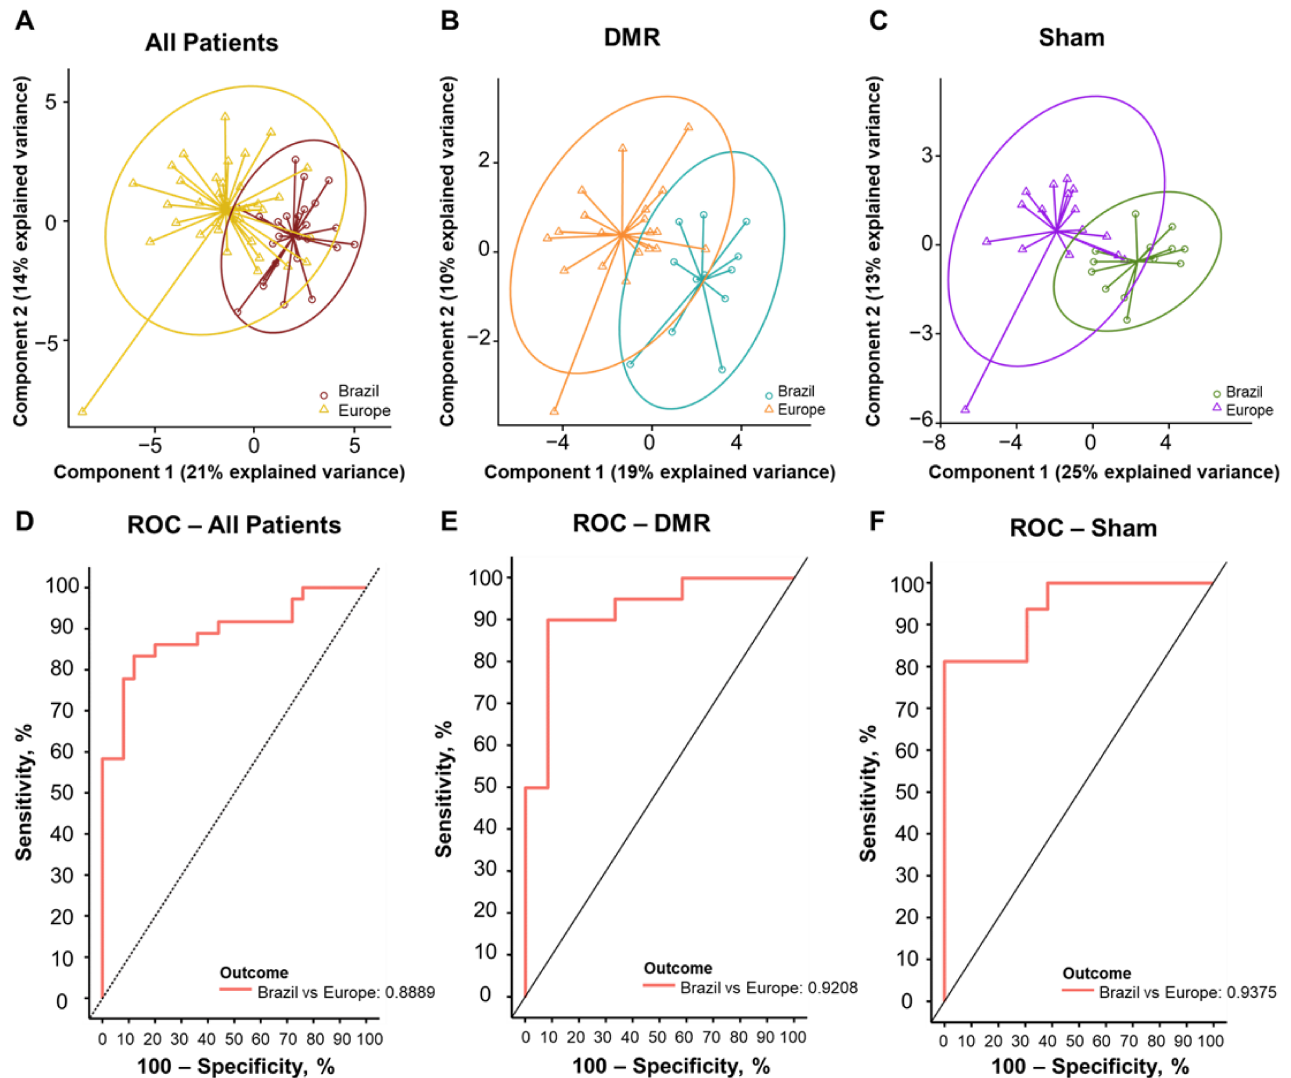 A
All Patients
Component 2 (14% explained variance)
5
0
−5
Brazil
Europe
−5
0
5
Component 1 (21% explained variance)
B
DMR
Component 2 (10% explained variance)
2
0
−2
Brazil
Europe
−4
0
4
Component 1 (19% explained variance)
C
Sham
Component 2 (13% explained variance)
3
0
−3
−6
Brazil
Europe
−8
−4
0
4
Component 1 (25% explained variance)
D
ROC – All Patients
Sensitivity, %
100
90
80
70
60
50
40
30
20
10
0
Outcome
Brazil vs Europe: 0.8889
0 10 20 30 40 50 60 70 80 90 100
100 – Specificity, %
E
ROC – DMR
Sensitivity, %
100
90
80
70
60
50
40
30
20
10
0
Outcome
Brazil vs Europe: 0.9208
0 10 20 30 40 50 60 70 80 90 100
100 – Specificity, %
F
ROC – Sham
Sensitivity, %
100
90
80
70
60
50
40
30
20
10
0
Outcome
Brazil vs Europe: 0.9375
0 10 20 30 40 50 60 70 80 90 100
100 – Specificity, %